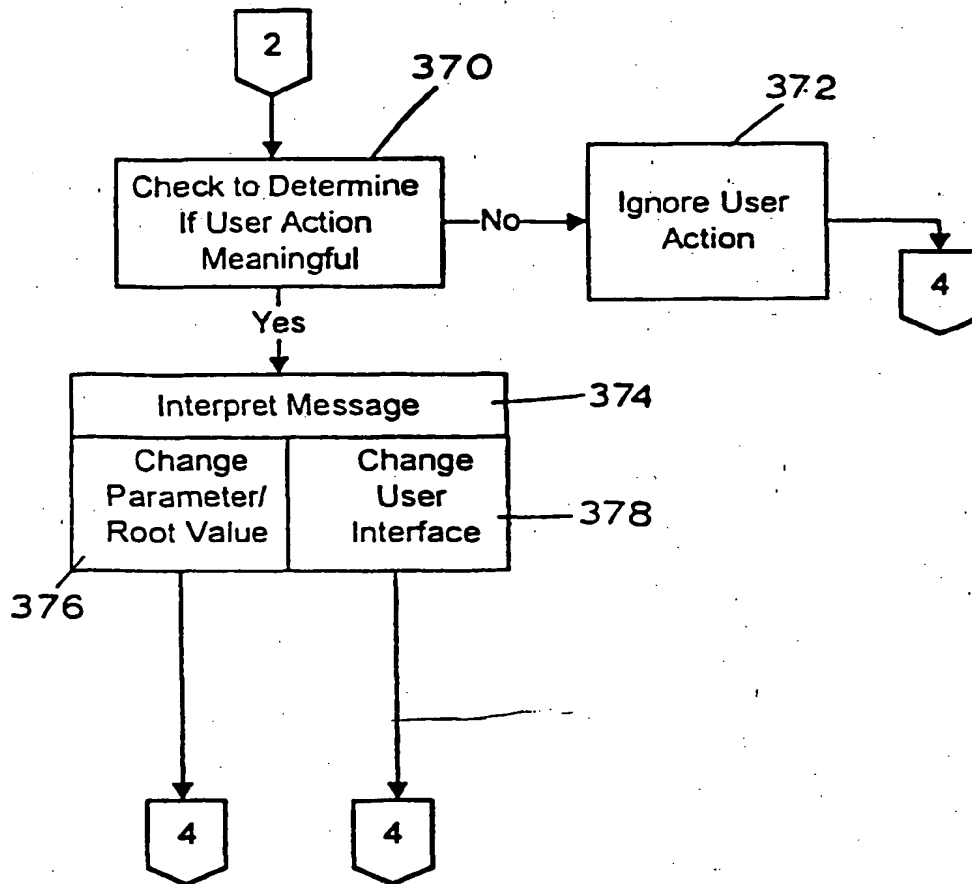 2
370
372
Check to Determine
If User Action
Meaningful
No
Ignore User
Action
4
Yes
Interpret Message
374
Change
Parameter/
Root Value
Change
User
Interface
378
376
4
4